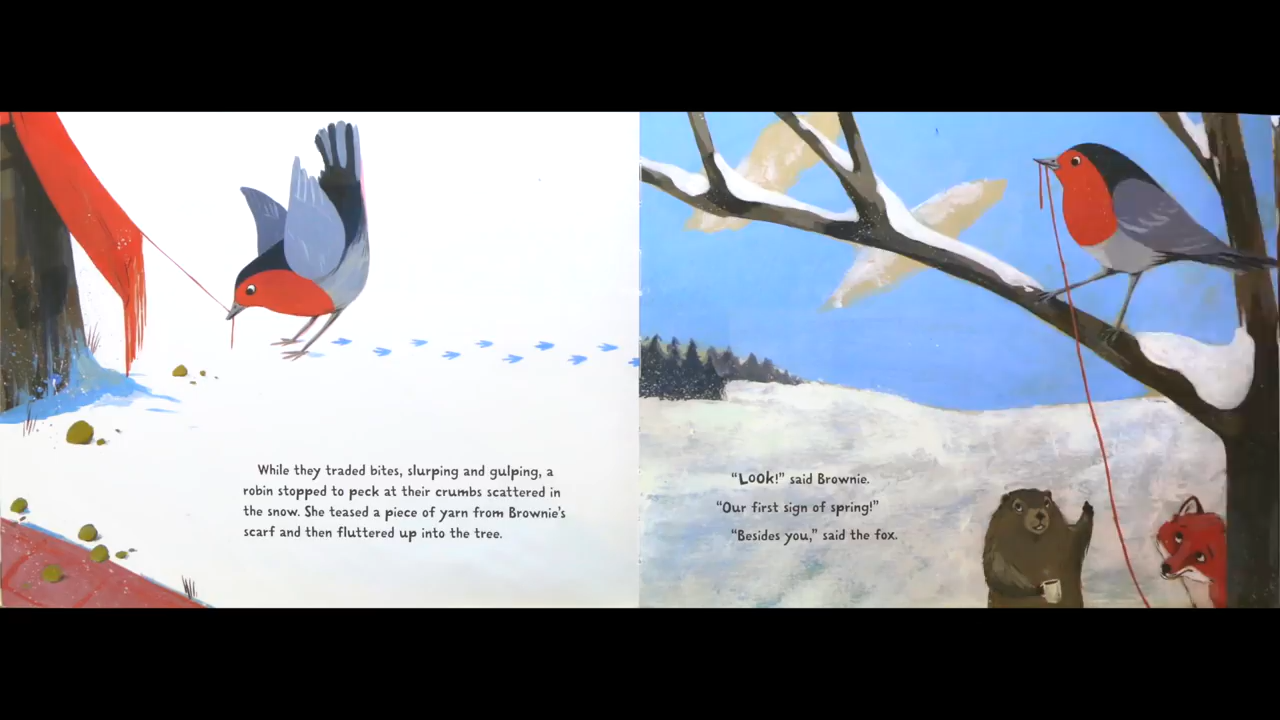 While they traded bites, slurping and gulping, a
robin stopped to peck at their crumbs scattered in
the snow. She teased a piece of yarn from Brownie's
scarf and then fluttered up into the tree.
"Look!" said Brownie.
"Our first sign of spring!"
"Besides you," said the fox.